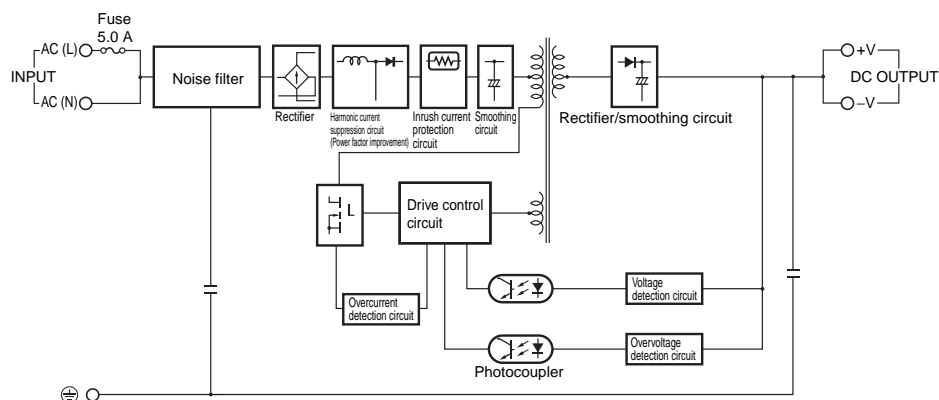 Fuse
5.0 A
AC (L)
INPUT
AC (N)
Noise filter
Rectifier
Harmonic current
suppression circuit
(Power factor improvement)
Inrush current
protection
circuit
Smoothing
circuit
Rectifier/smoothing circuit
+V
DC OUTPUT
–V
Drive control
circuit
Overcurrent
detection circuit
Voltage
detection circuit
Overvoltage
detection circuit
Photocoupler